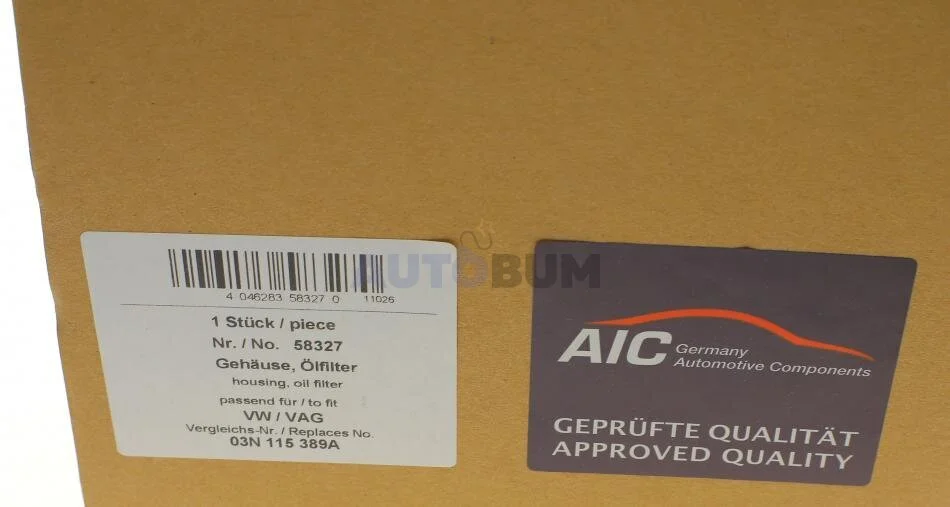 4 046283 58327 0 11026
1 Stück / piece
Nr. / No. 58327
Gehäuse, Ölfilter
housing, oil filter
passend für / to fit
VW / VAG
Vergleichs-Nr. / Replaces No.
03N 115 389A
AUTOBUM
AIC Germany
Automotive Components
GEPRÜFTE QUALITÄT
APPROVED QUALITY